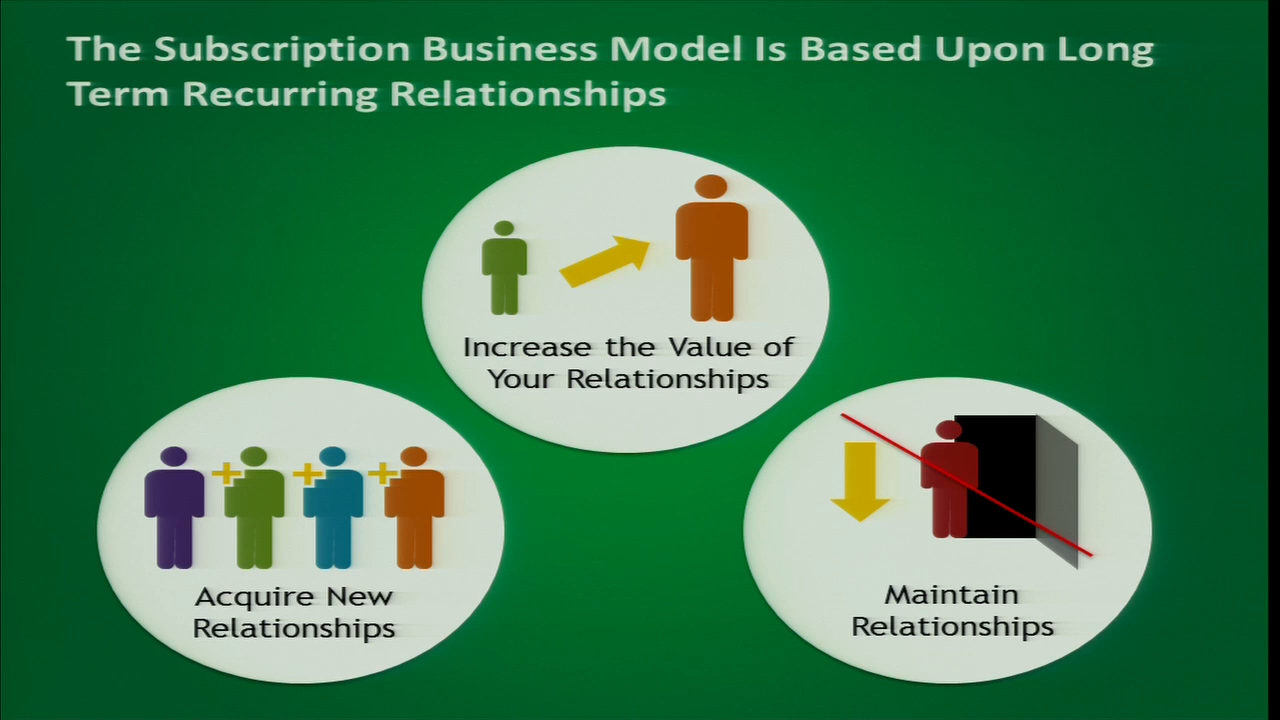 The Subscription Business Model Is Based Upon Long
Term Recurring Relationships
Increase the Value of
Your Relationships
Acquire New
Relationships
Maintain
Relationships